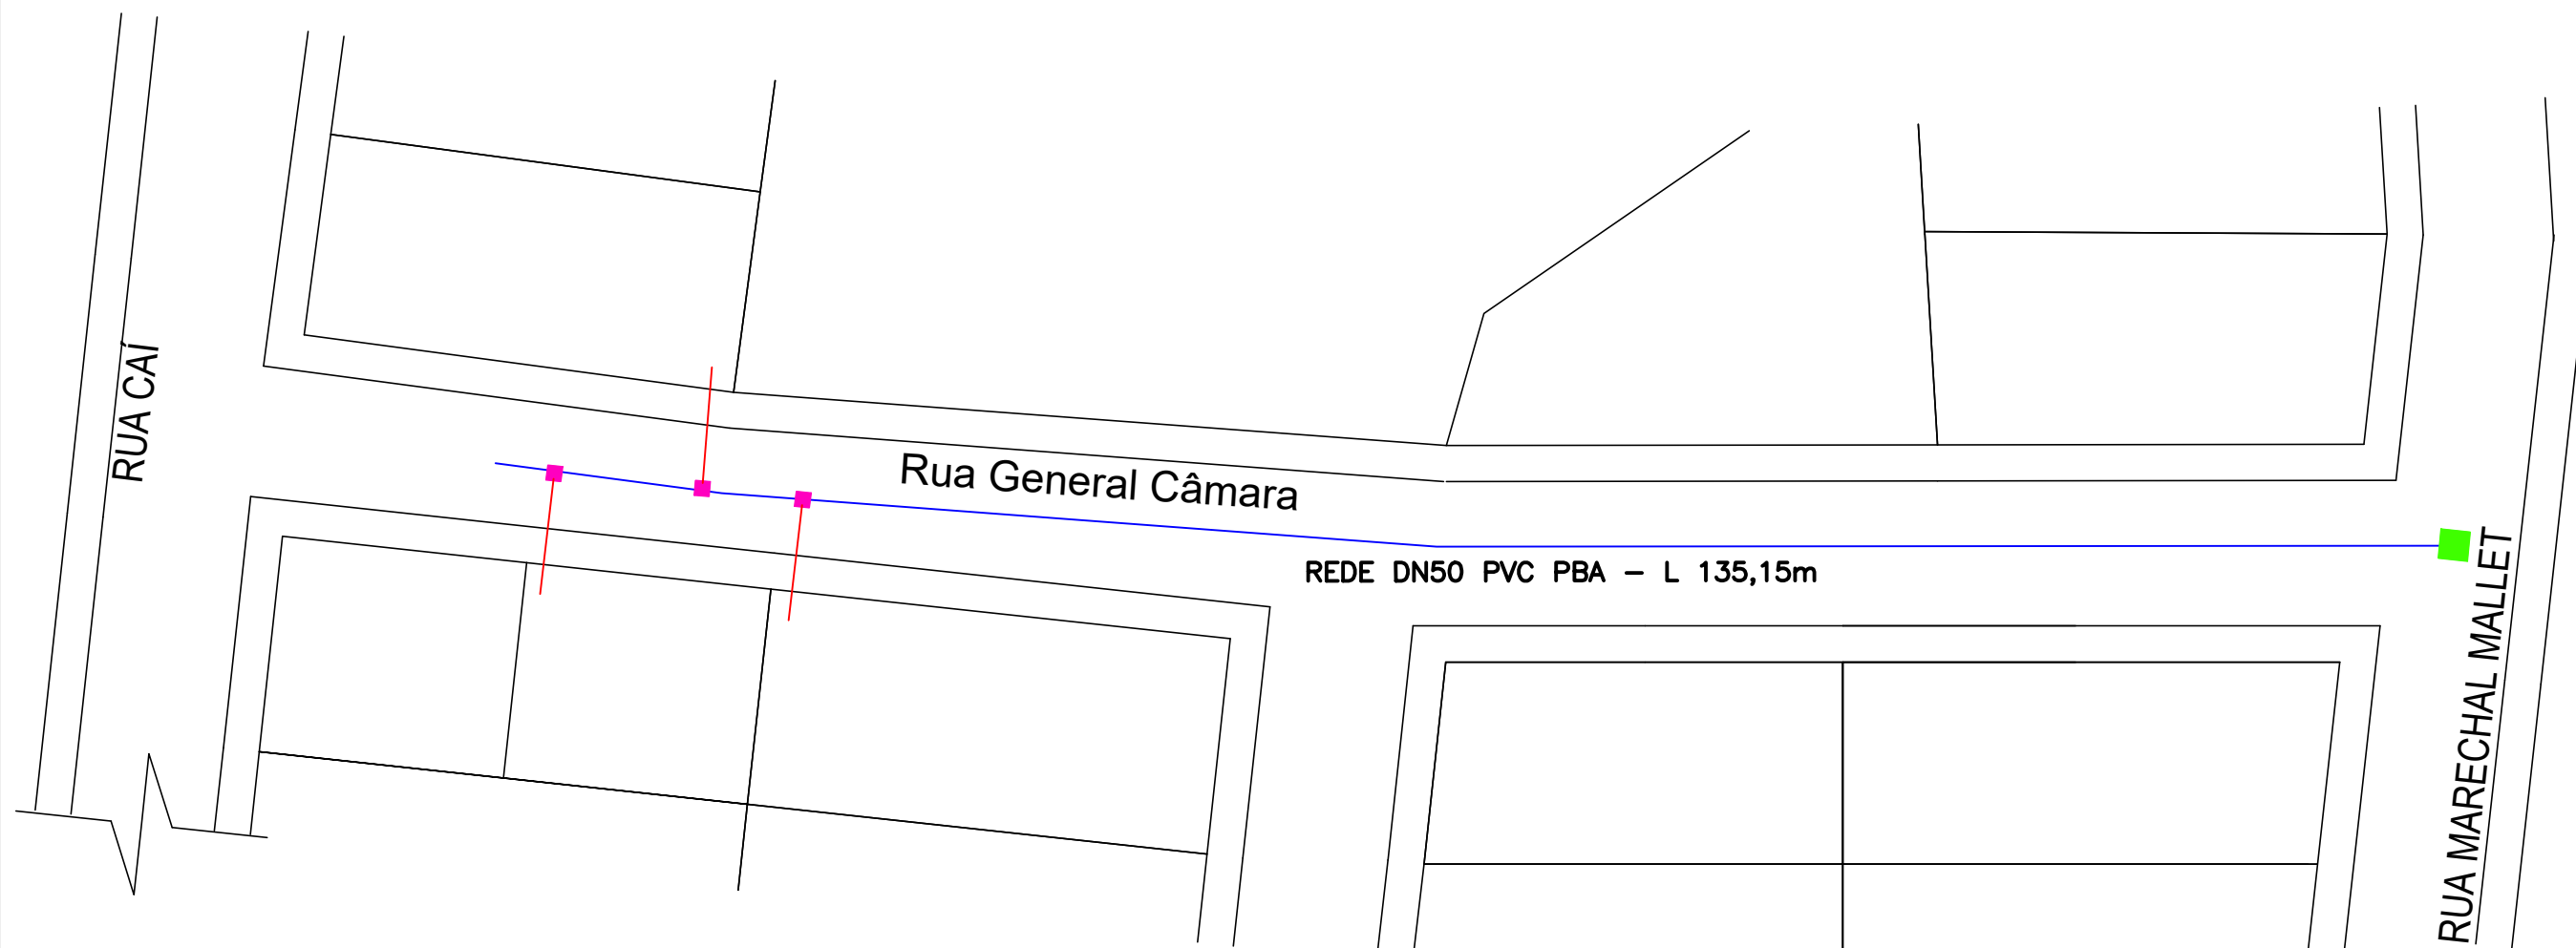 RUA CAÍ
Rua General Câmara
REDE DN50 PVC PBA - L 135,15m
RUA MARECHAL MALLET